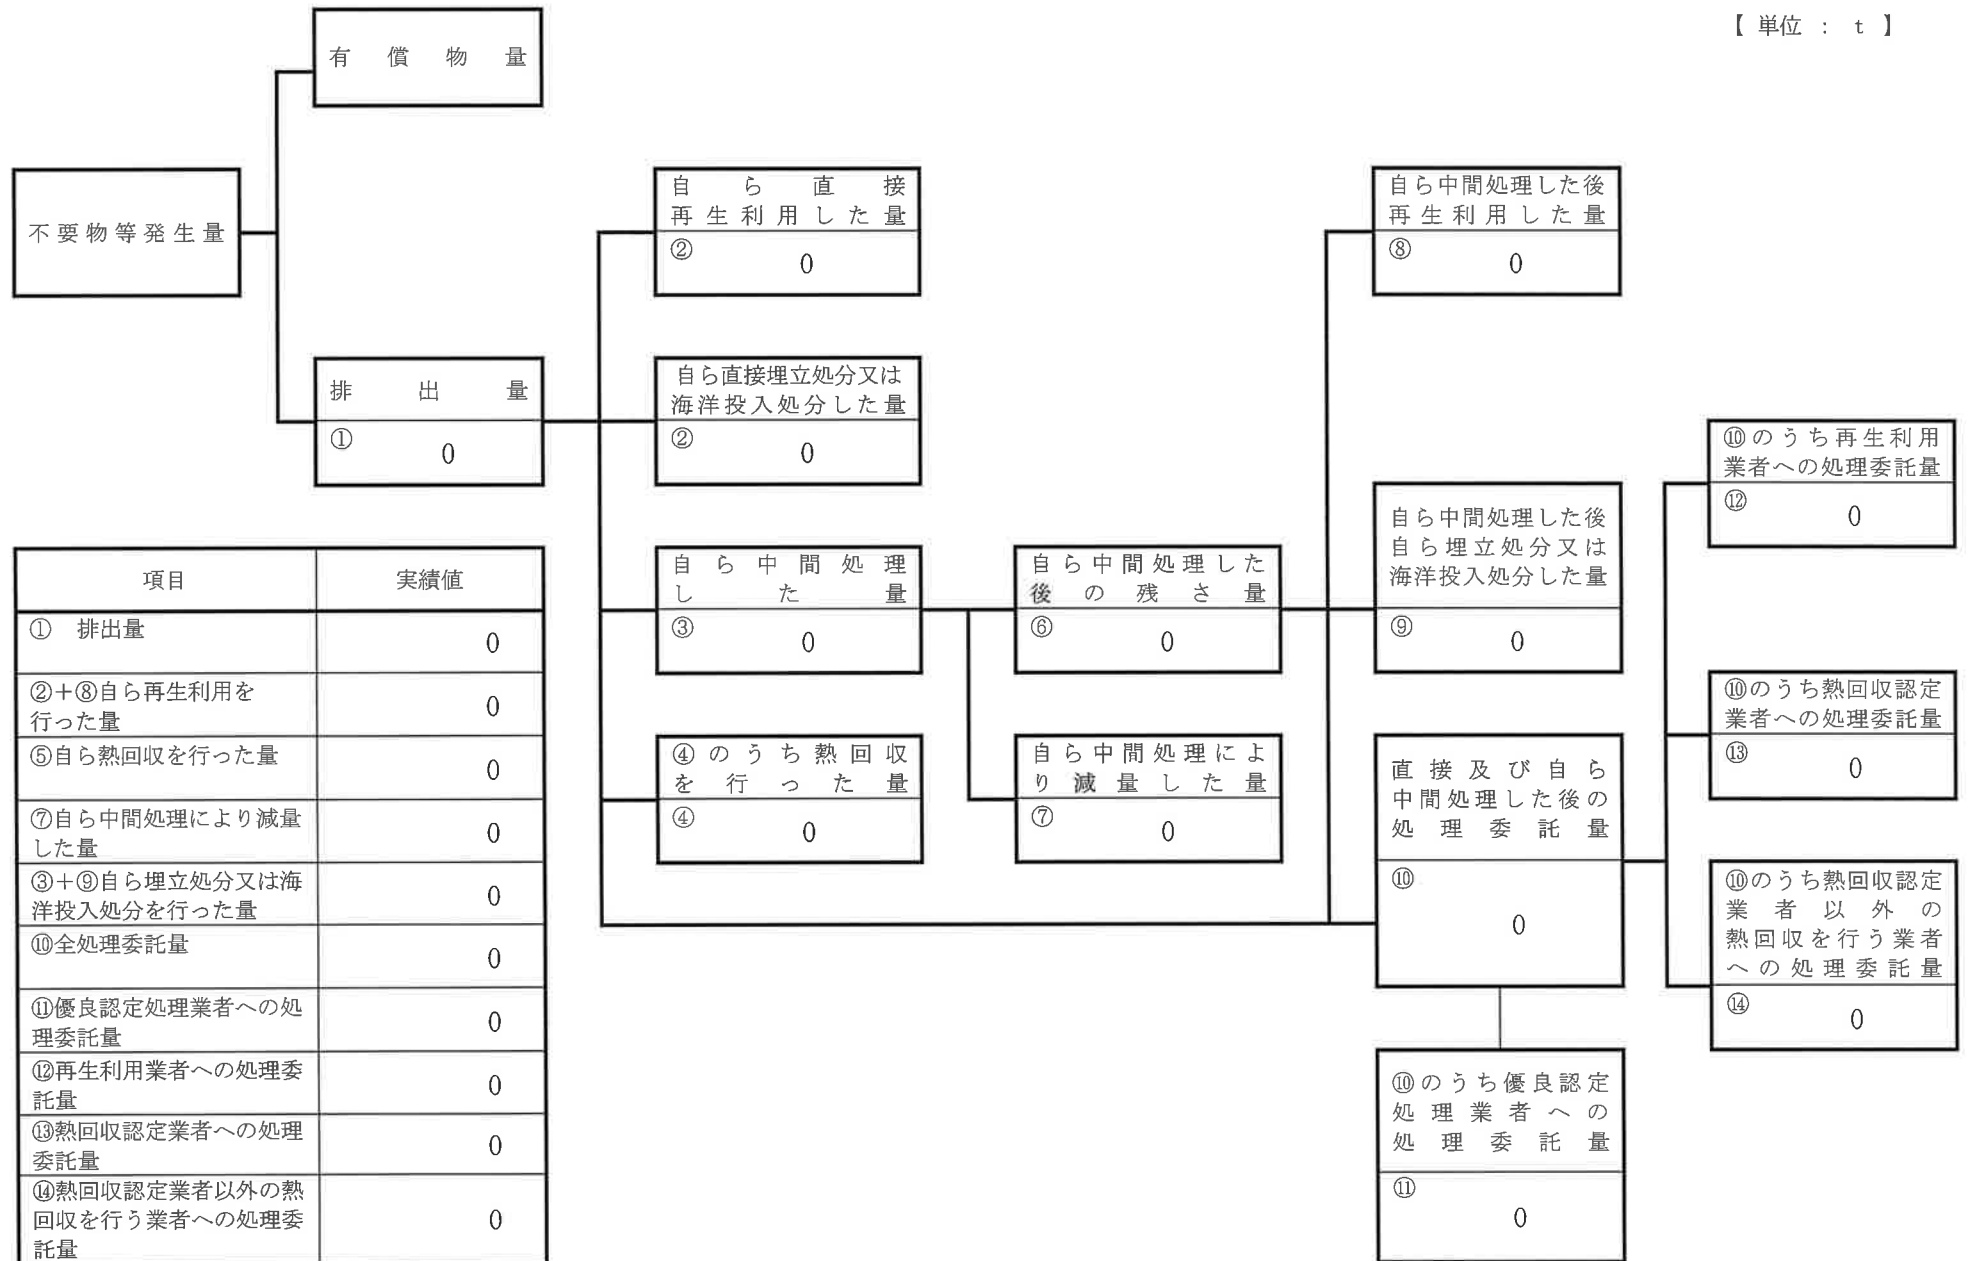 【 単位 : t 】
有償物量
不要物等発生量
排出量
① 0
自ら直接
再生利用した量
② 0
自ら直接埋立処分又は
海洋投入処分した量
② 0
自ら中間処理
した量
③ 0
④のうち熱回収
を行った量
④ 0
自ら中間処理した
後の残さ量
⑥ 0
自ら中間処理によ
り減量した量
⑦ 0
自ら中間処理した後
再生利用した量
⑧ 0
自ら中間処理した後
自ら埋立処分又は
海洋投入処分した量
⑨ 0
直接及び自ら
中間処理した後の
処理委託量
⑩ 0
⑩のうち優良認定
処理業者への
処理委託量
⑪ 0
⑩のうち再生利用
業者への処理委託量
⑫ 0
⑩のうち熱回収認定
業者への処理委託量
⑬ 0
⑩のうち熱回収認定
業者以外の
熱回収を行う業者
への処理委託量
⑭ 0
項目 実績値
① 排出量 0
②+⑧自ら再生利用を
行った量 0
⑤自ら熱回収を行った量 0
⑦自ら中間処理により減量
した量 0
③+⑨自ら埋立処分又は海
洋投入処分を行った量 0
⑩全処理委託量 0
⑪優良認定処理業者への処
理委託量 0
⑫再生利用業者への処理委
託量 0
⑬熱回収認定業者への処理
委託量 0
⑭熱回収認定業者以外の熱
回収を行う業者への処理委 0
託量